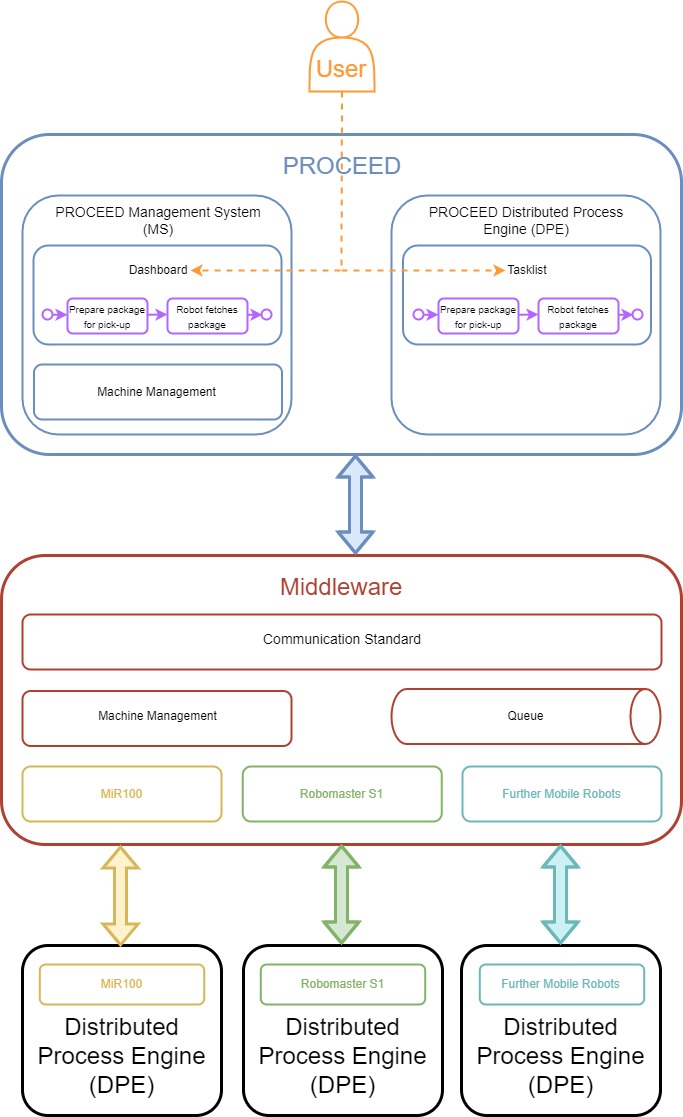 User
PROCEED
PROCEED Management System
(MS)
PROCEED Distributed Process
Engine (DPE)
Dashboard
Tasklist
Prepare package
for pick-up
Robot fetches
package
Prepare package
for pick-up
Robot fetches
package
Machine Management
Middleware
Communication Standard
Machine Management
Queue
MiR100
Robomaster S1
Further Mobile Robots
MiR100
Distributed
Process Engine
(DPE)
Robomaster S1
Distributed
Process Engine
(DPE)
Further Mobile Robots
Distributed
Process Engine
(DPE)